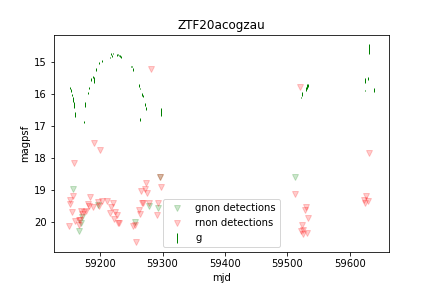 ZTF20acogzau
magpsf
15
16
17
18
19
20
gnon detections
rnon detections
g
59200
59300
59400
59500
59600
mjd